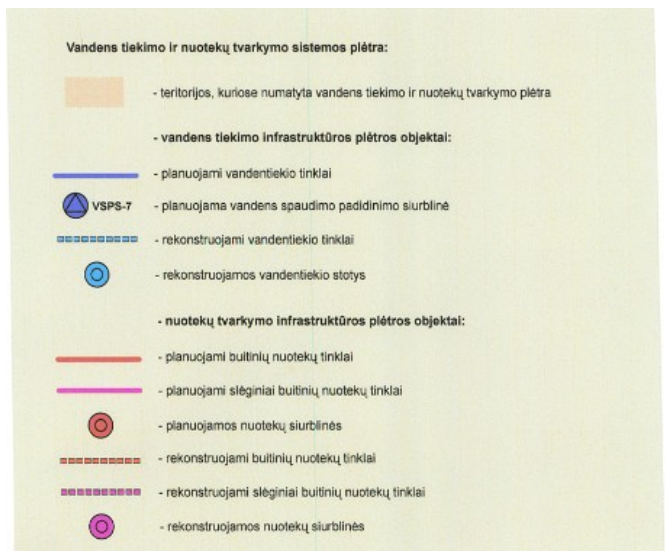 Vandens tiekimo ir nuotekų tvarkymo sistemos plėtra:
- teritorijos, kuriose numatyta vandens tiekimo ir nuotekų tvarkymo plėtra
- vandens tiekimo infrastruktūros plėtros objektai:
- planuojami vandentiekio tinklai
VSPS-7 - planuojama vandens spaudimo padidinimo siurblinė
- rekonstruojami vandentiekio tinklai
- rekonstruojamos vandentiekio stotys
- nuotekų tvarkymo infrastruktūros plėtros objektai:
- planuojami buitinių nuotekų tinklai
- planuojami slėginiai buitinių nuotekų tinklai
- planuojamos nuotekų siurblinės
- rekonstruojami buitinių nuotekų tinklai
- rekonstruojami slėginiai buitinių nuotekų tinklai
- rekonstruojamos nuotekų siurblinės